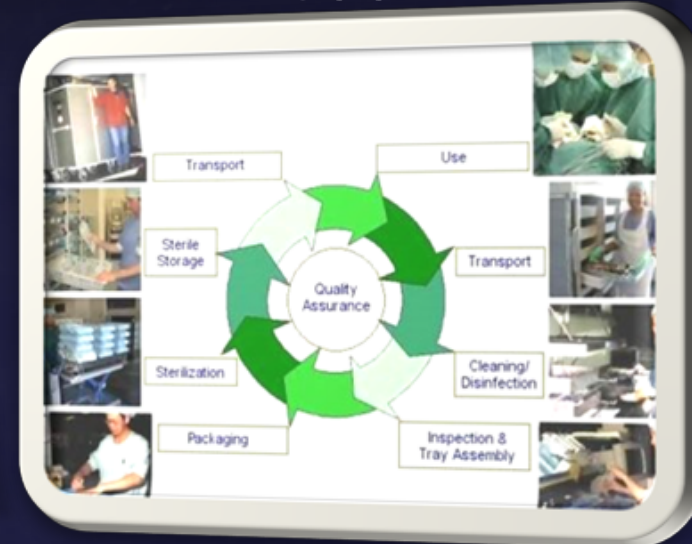 Transport
Use
Sterile
Storage
Transport
Quality
Assurance
Sterilization
Cleaning/
Disinfection
Packaging
Inspection &
Tray Assembly